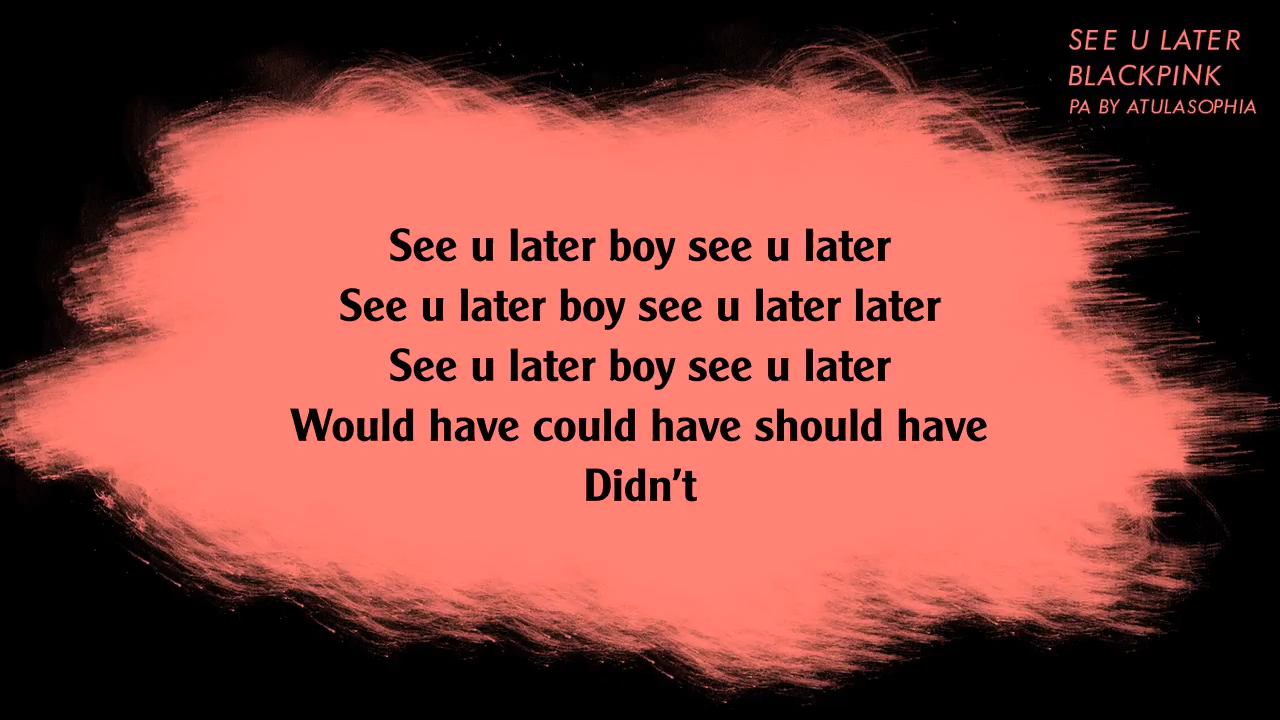 SEE U LATER
BLACKPINK
PA BY ATULASOPHIA
See u later boy see u later
See u later boy see u later later
See u later boy see u later
Would have could have should have
Didn’t